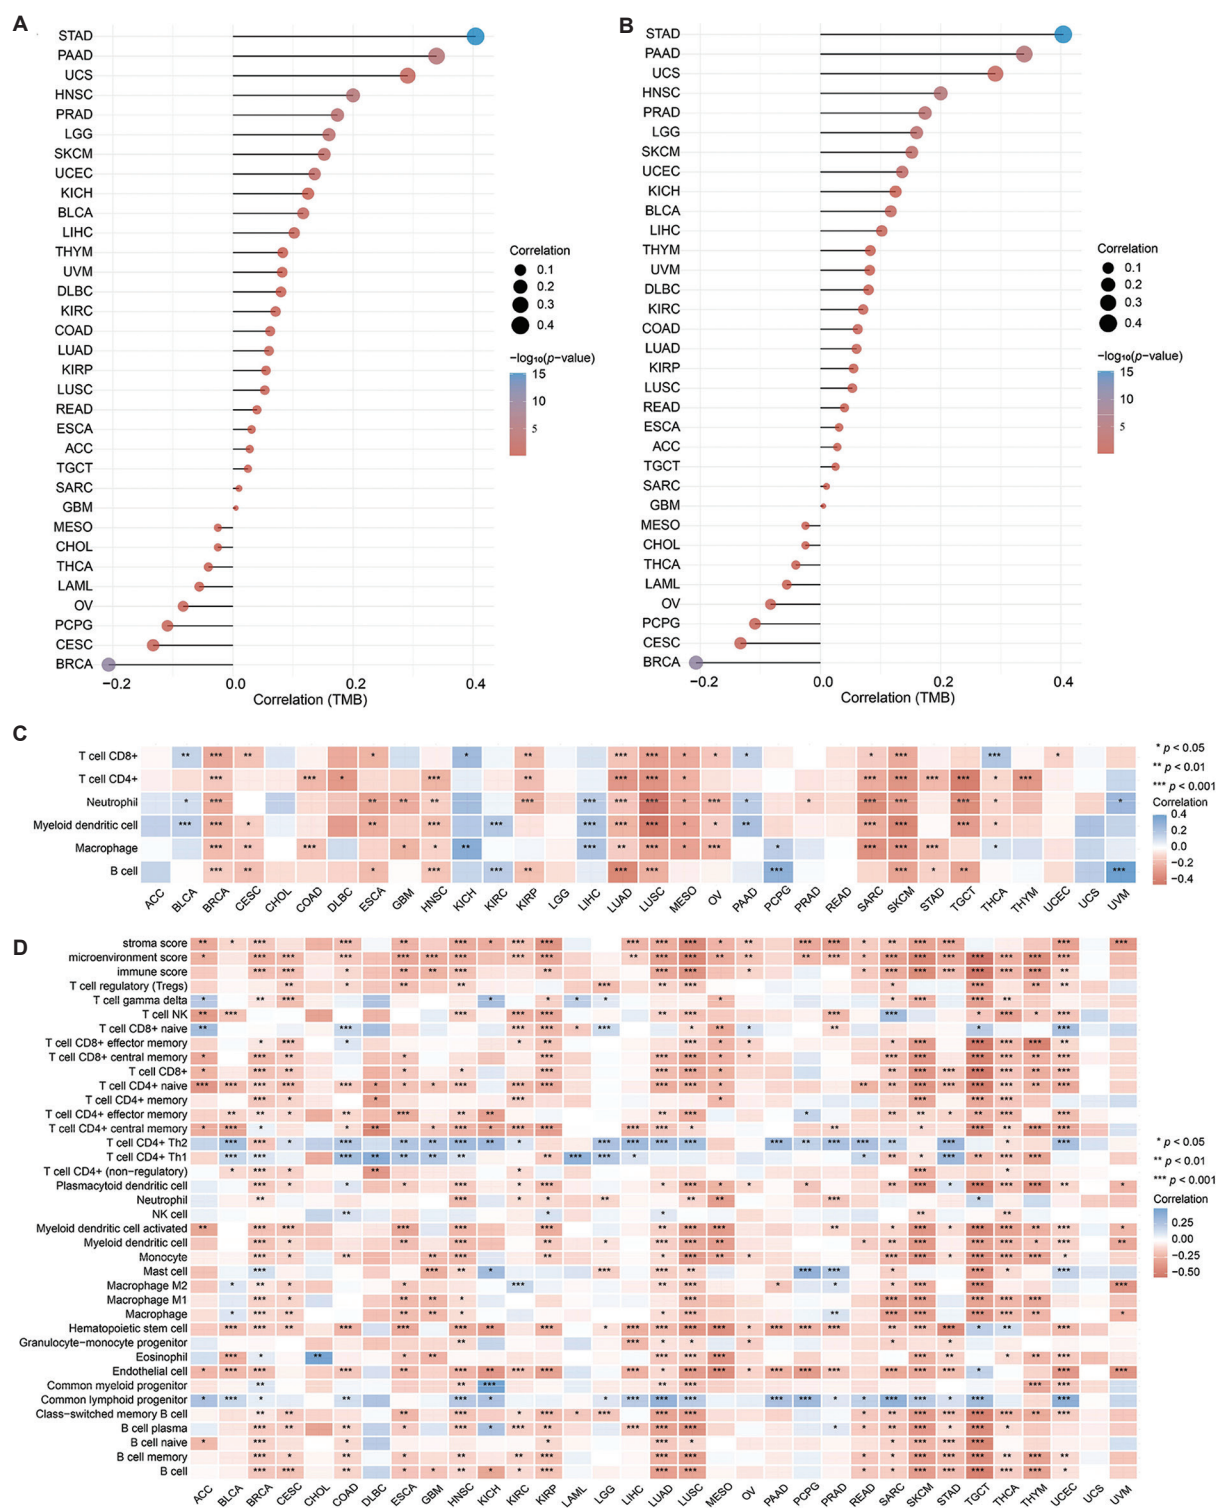 A
STAD
PAAD
UCS
HNSC
PRAD
LGG
SKCM
UCEC
KICH
BLCA
LIHC
THYM
UVM
DLBC
KIRC
COAD
LUAD
KIRP
LUSC
READ
ESCA
ACC
TGCT
SARC
GBM
MESO
CHOL
THCA
LAML
OV
PCPG
CESC
BRCA
−0.2 0.0 0.2 0.4
Correlation (TMB)
Correlation
0.1
0.2
0.3
0.4
−log₁₀(p−value)
15
10
5
B
STAD
PAAD
UCS
HNSC
PRAD
LGG
SKCM
UCEC
KICH
BLCA
LIHC
THYM
UVM
DLBC
KIRC
COAD
LUAD
KIRP
LUSC
READ
ESCA
ACC
TGCT
SARC
GBM
MESO
CHOL
THCA
LAML
OV
PCPG
CESC
BRCA
−0.2 0.0 0.2 0.4
Correlation (TMB)
Correlation
0.1
0.2
0.3
0.4
−log₁₀(p−value)
15
10
5
C
T cell CD8+
T cell CD4+
Neutrophil
Myeloid dendritic cell
Macrophage
B cell
ACC BLCA BRCA CESC CHOL COAD DLBC ESCA GBM HNSC KICH KIRC KIRP LGG LIHC LUAD LUSC MESO OV PAAD PCPG PRAD READ SARC SKCM STAD TGCT THCA THYM UCEC UCS UVM
* p < 0.05
** p < 0.01
*** p < 0.001
Correlation
0.4
0.2
0.0
−0.2
−0.4
D
stroma score
microenvironment score
immune score
T cell regulatory (Tregs)
T cell gamma delta
T cell NK
T cell CD8+ naive
T cell CD8+ effector memory
T cell CD8+ central memory
T cell CD8+
T cell CD4+ naive
T cell CD4+ memory
T cell CD4+ effector memory
T cell CD4+ central memory
T cell CD4+ Th2
T cell CD4+ Th1
T cell CD4+ (non−regulatory)
Plasmacytoid dendritic cell
Neutrophil
NK cell
Myeloid dendritic cell activated
Myeloid dendritic cell
Monocyte
Mast cell
Macrophage M2
Macrophage M1
Macrophage
Hematopoietic stem cell
Granulocyte−monocyte progenitor
Eosinophil
Endothelial cell
Common myeloid progenitor
Common lymphoid progenitor
Class−switched memory B cell
B cell plasma
B cell naive
B cell memory
B cell
ACC BLCA BRCA CESC CHOL COAD DLBC ESCA GBM HNSC KICH KIRC KIRP LAML LGG LIHC LUAD LUSC MESO OV PAAD PCPG PRAD READ SARC SKCM STAD TGCT THCA THYM UCEC UCS UVM
* p < 0.05
** p < 0.01
*** p < 0.001
Correlation
0.25
0.00
−0.25
−0.50